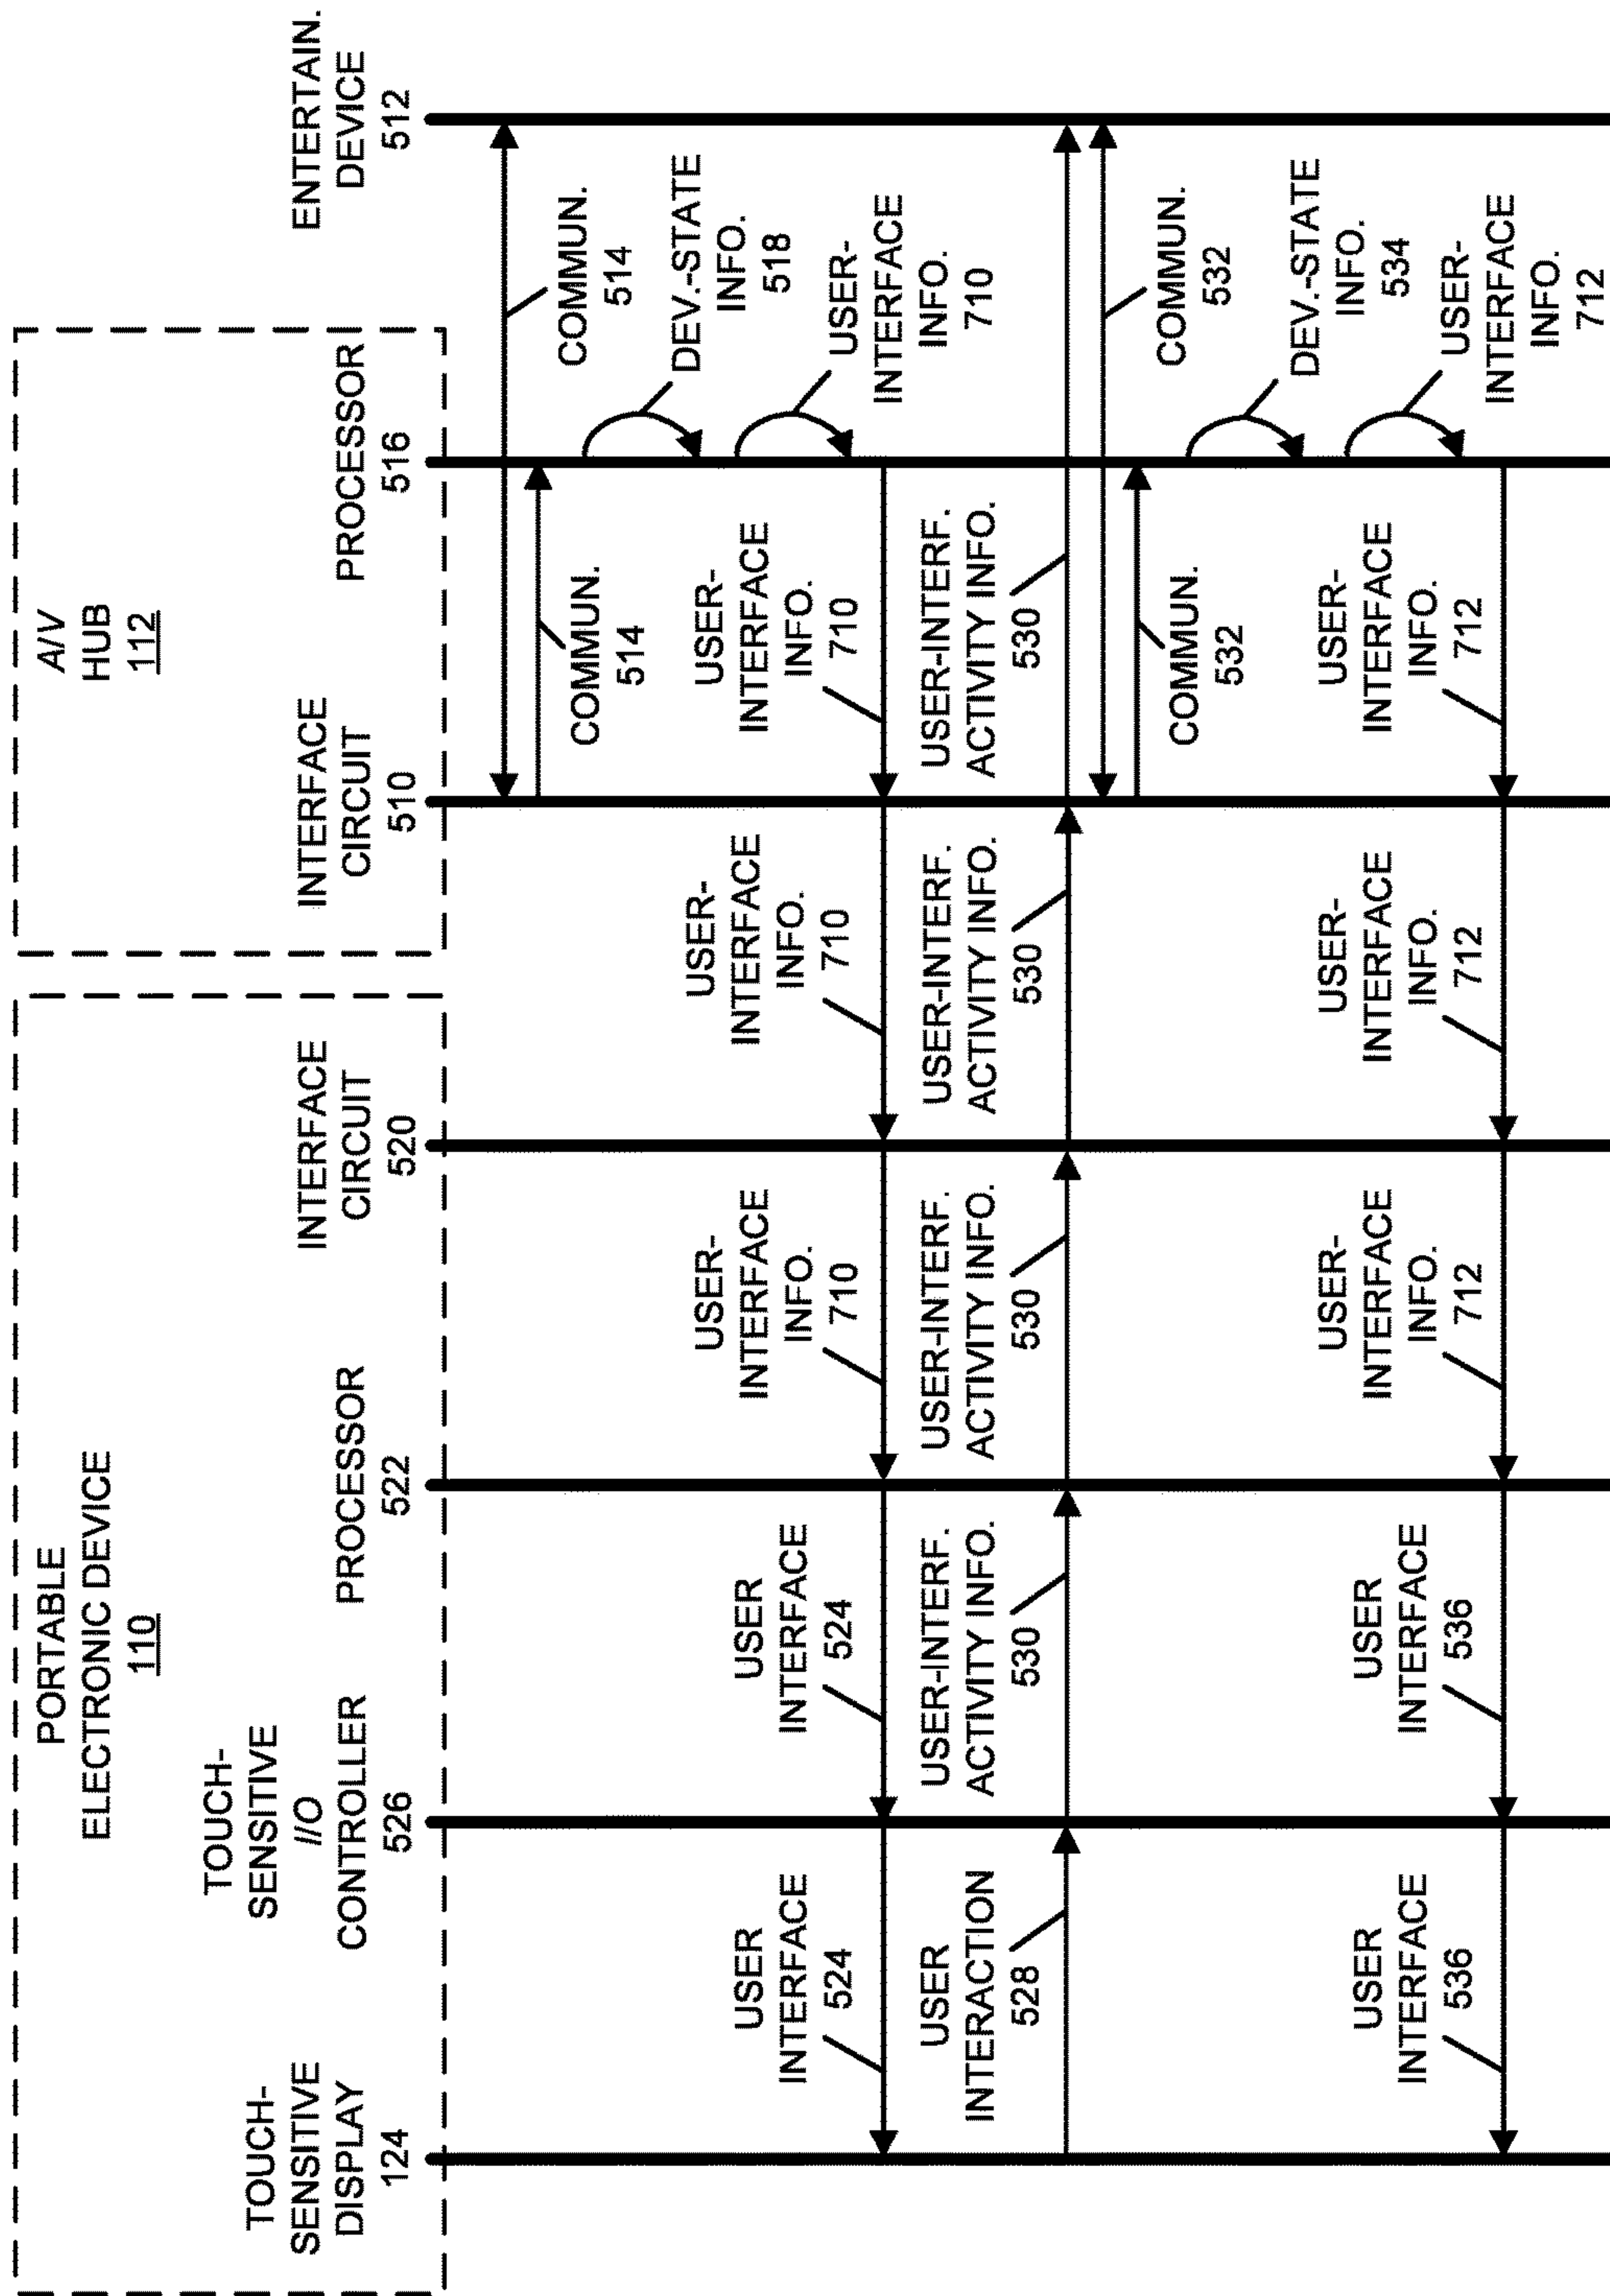 PORTABLE
ELECTRONIC DEVICE
110
A/V
HUB
112
TOUCH-
SENSITIVE
DISPLAY
124
TOUCH-
SENSITIVE
I/O
CONTROLLER
526
PROCESSOR
522
INTERFACE
CIRCUIT
520
INTERFACE
CIRCUIT
510
PROCESSOR
516
ENTERTAIN.
DEVICE
512
COMMUN.
514
COMMUN.
514
DEV.-STATE
INFO.
518
USER-
INTERFACE
INFO.
710
USER
INTERFACE
524
USER
INTERFACE
524
USER-
INTERFACE
INFO.
710
USER-
INTERFACE
INFO.
710
USER-
INTERFACE
INFO.
710
USER
INTERACTION
528
USER-INTERF.
ACTIVITY INFO.
530
USER-INTERF.
ACTIVITY INFO.
530
USER-INTERF.
ACTIVITY INFO.
530
USER-INTERF.
ACTIVITY INFO.
530
COMMUN.
532
COMMUN.
532
DEV.-STATE
INFO.
534
USER-
INTERFACE
INFO.
712
USER
INTERFACE
536
USER
INTERFACE
536
USER-
INTERFACE
INFO.
712
USER-
INTERFACE
INFO.
712
USER-
INTERFACE
INFO.
712